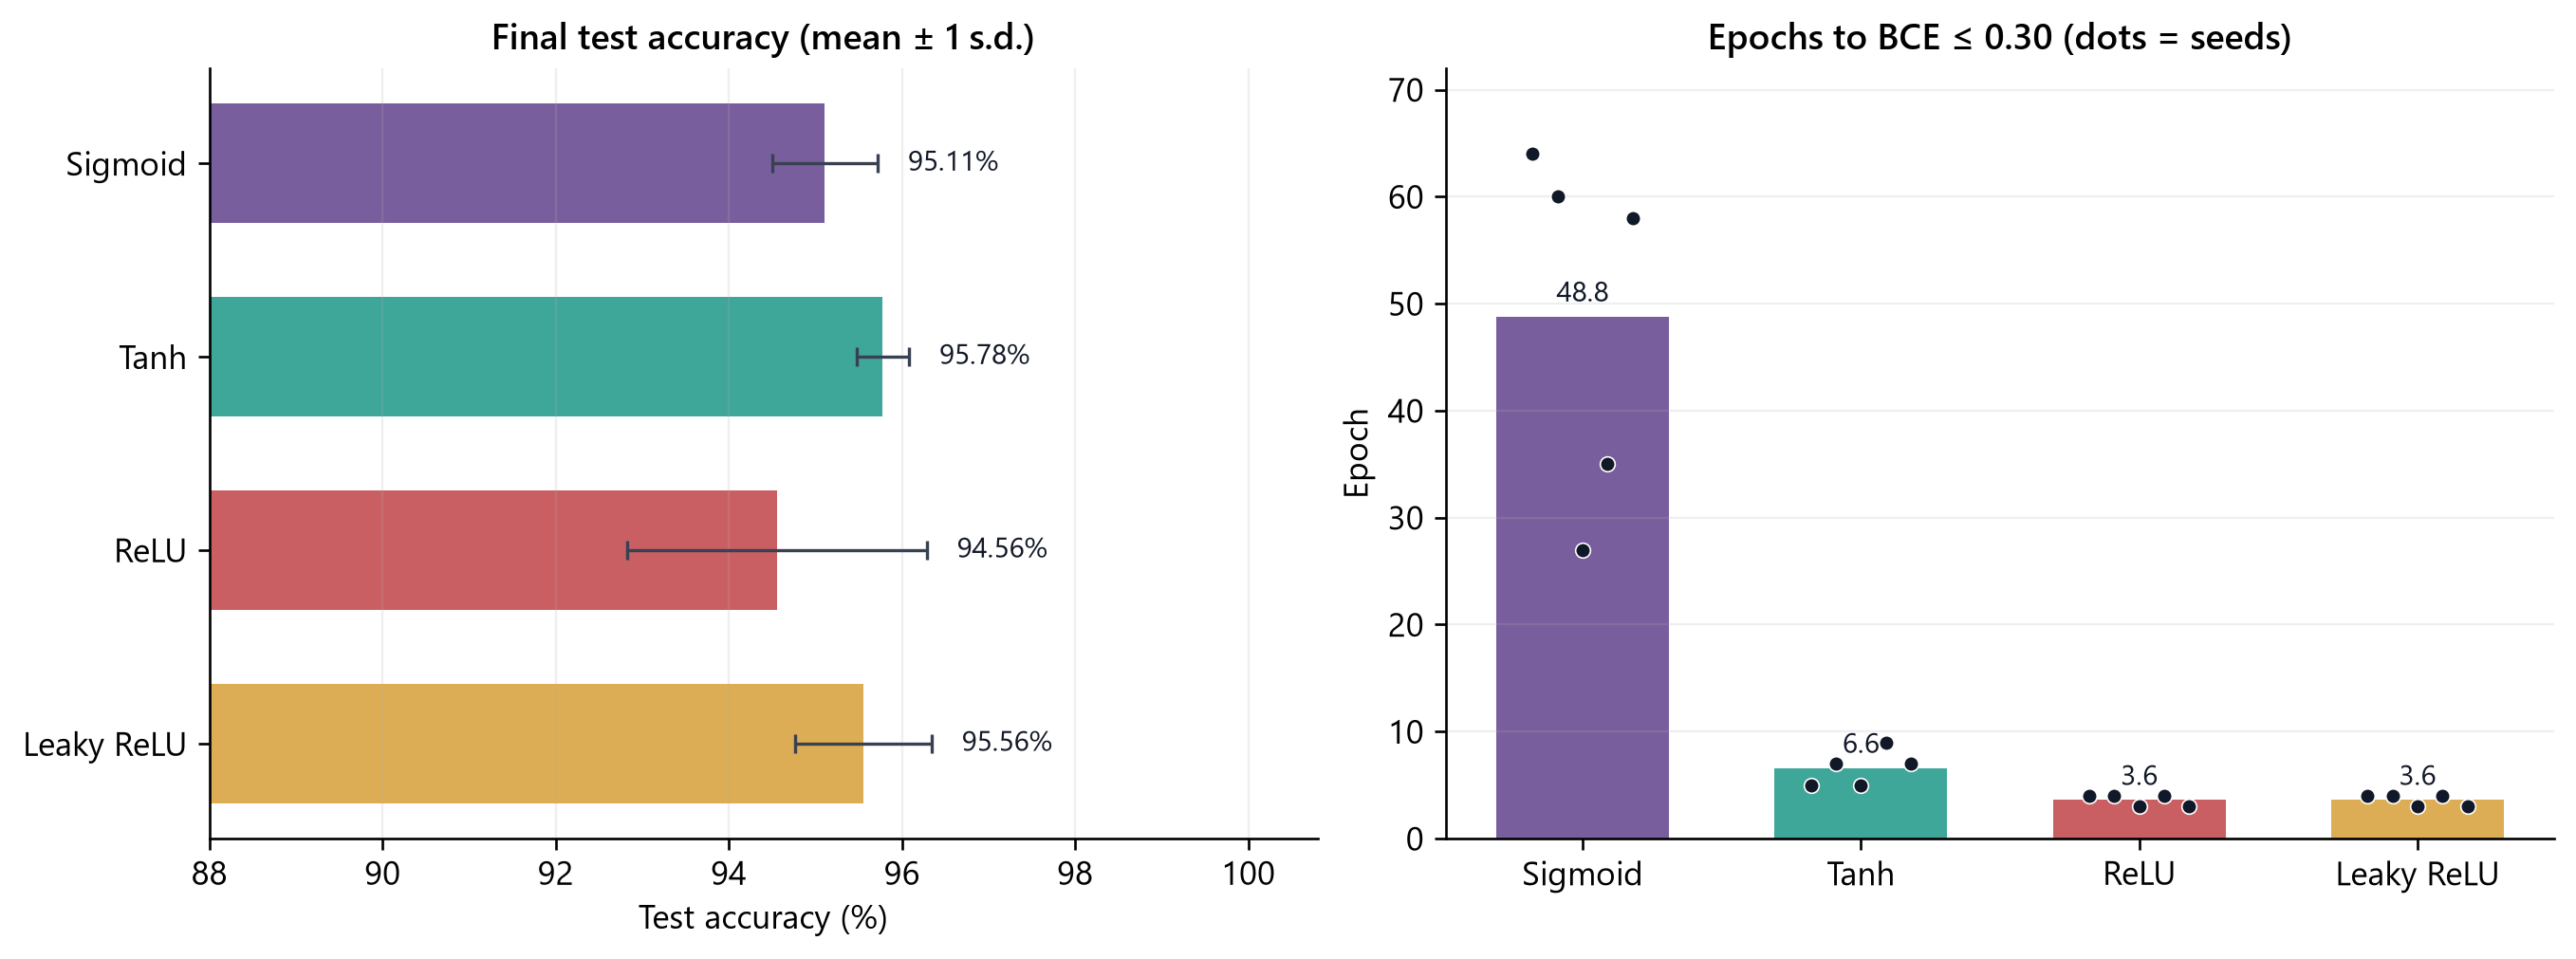 Final test accuracy (mean ± 1 s.d.)
Sigmoid
95.11%
Tanh
95.78%
ReLU
94.56%
Leaky ReLU
95.56%
88 90 92 94 96 98 100
Test accuracy (%)
Epochs to BCE ≤ 0.30 (dots = seeds)
Epoch
70
60
50
40
30
20
10
0
48.8
6.6
3.6
3.6
Sigmoid Tanh ReLU Leaky ReLU